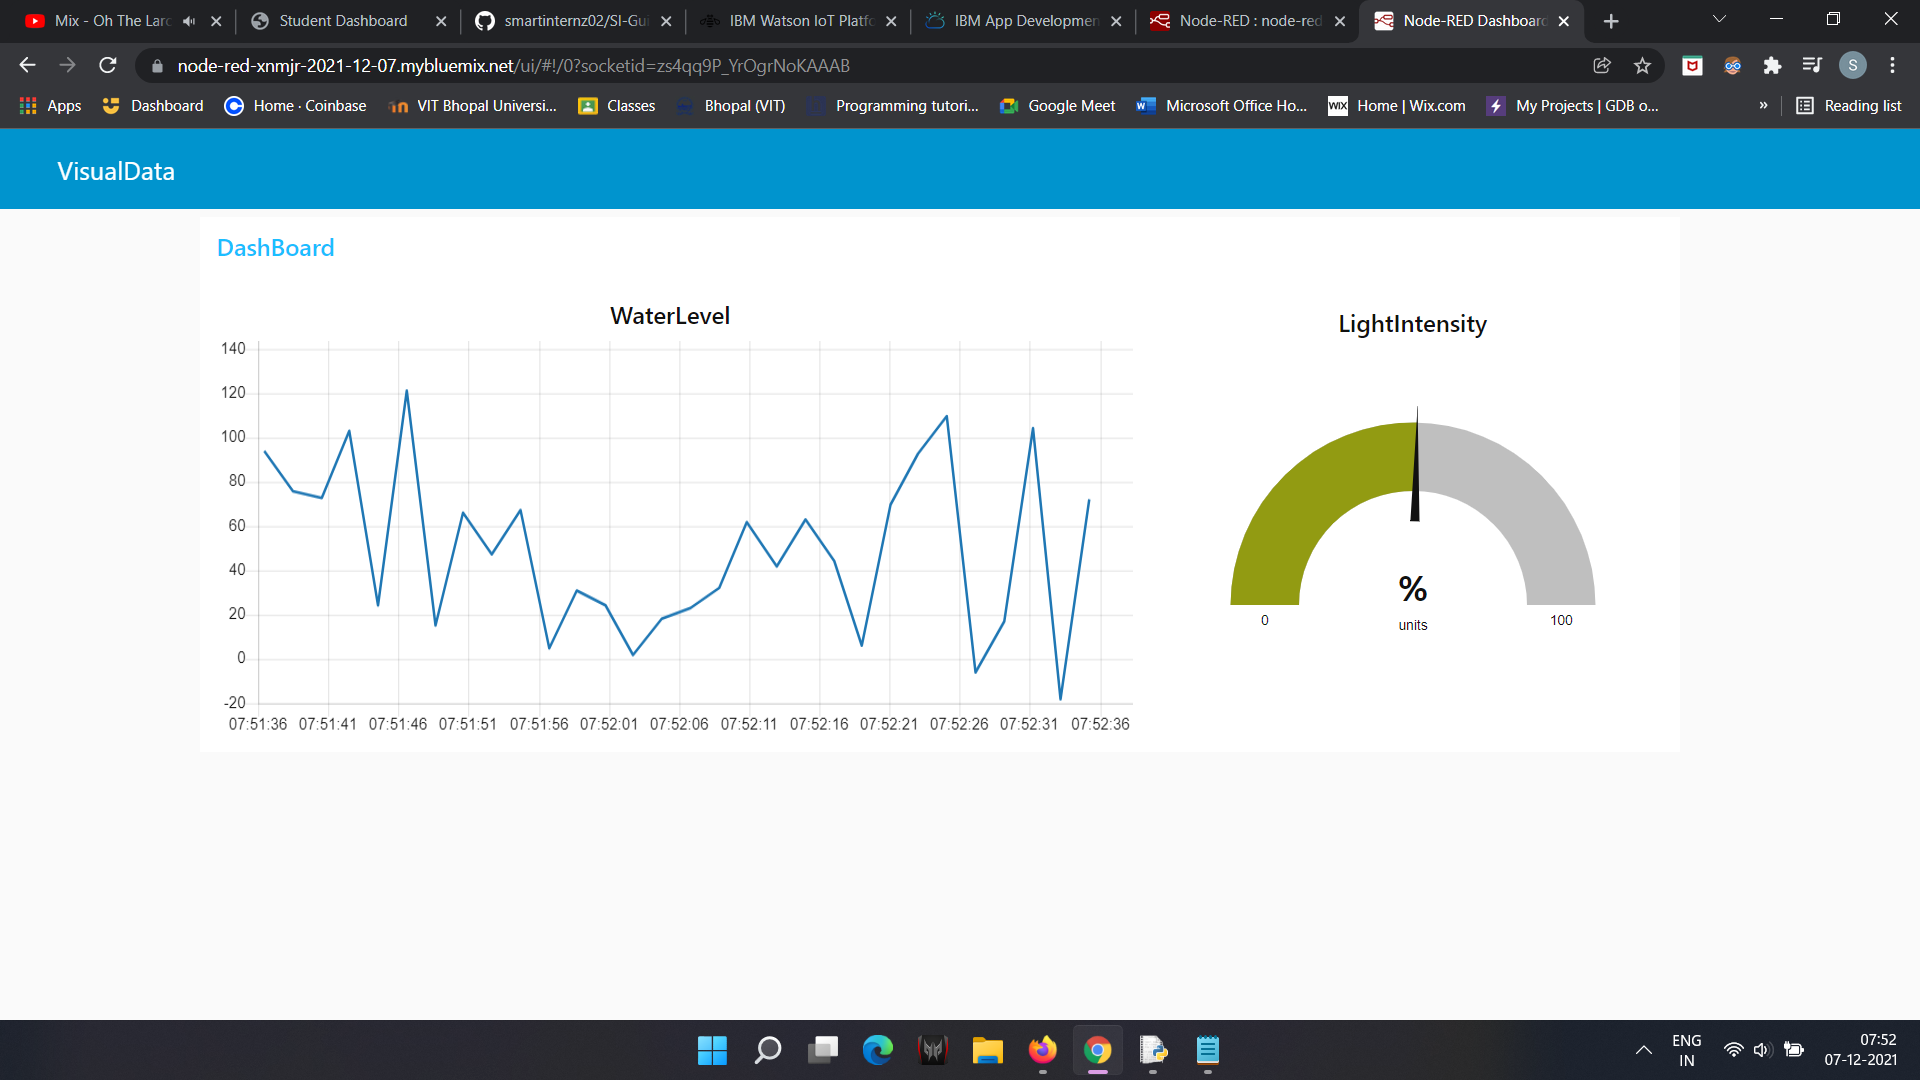 Mix - Oh The Larc
Student Dashboard
smartinternz02/SI-Gui
IBM Watson IoT Platfo
IBM App Developmen
Node-RED : node-red
Node-RED Dashboard
node-red-xnmjr-2021-12-07.mybluemix.net/ui/#!/0?socketid=zs4qq9P_YrOgrNoKAAAB
S
Apps
Dashboard
Home · Coinbase
VIT Bhopal Universi...
Classes
Bhopal (VIT)
Programming tutori...
Google Meet
Microsoft Office Ho...
WIX
Home | Wix.com
My Projects | GDB o...
»
Reading list
VisualData
DashBoard
WaterLevel
140
120
100
80
60
40
20
0
-20
07:51:36 07:51:41 07:51:46 07:51:51 07:51:56 07:52:01 07:52:06 07:52:11 07:52:16 07:52:21 07:52:26 07:52:31 07:52:36
LightIntensity
%
units
0
100
ENG
IN
07:52
07-12-2021